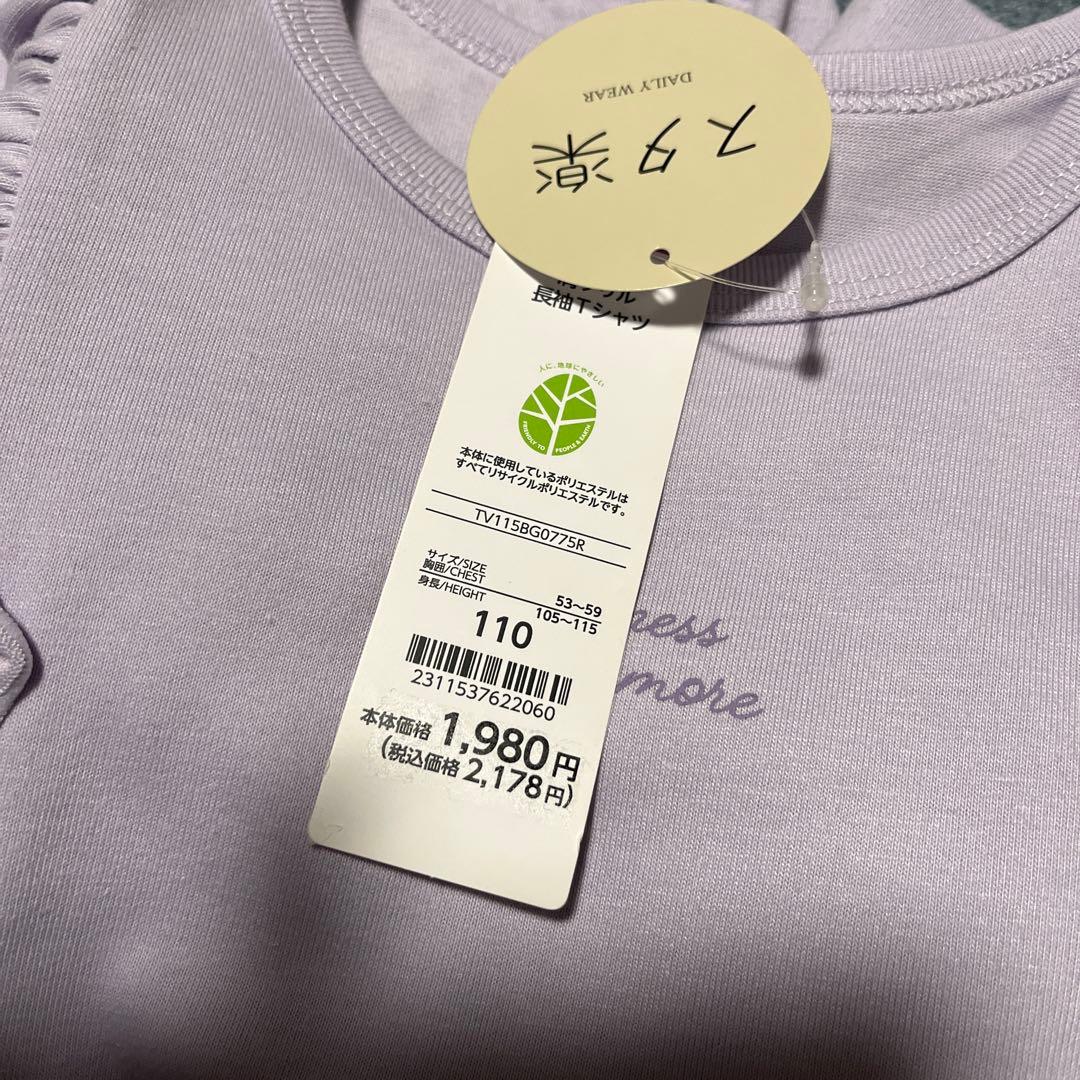 スタ楽
DAILY WEAR
長袖Tシャツ
人に、地球にやさしい
FRIENDLY TO PEOPLE & EARTH
本体に使用しているポリエステルは
すべてリサイクルポリエステルです。
TV115BG0775R
サイズ/SIZE
胸囲/CHEST 53～59
身長/HEIGHT 105～115
110
2311537622060
本体価格 1,980円
(税込価格 2,178円)
more